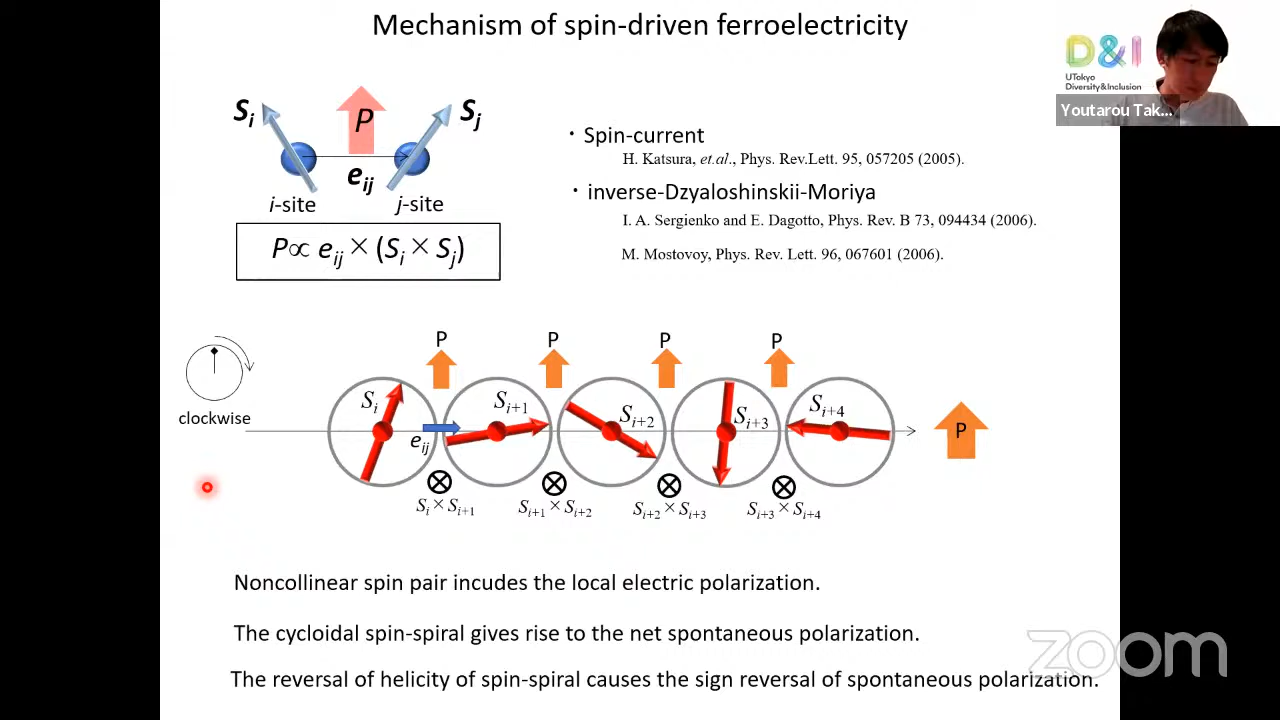 Mechanism of spin-driven ferroelectricity
D&I
UTokyo
Diversity&Inclusion
Youtarou Tak...
Si
P
Sj
eij
i-site
j-site
P∝ eij × (Si × Sj)
・ Spin-current
H. Katsura, et.al., Phys. Rev.Lett. 95, 057205 (2005).
・ inverse-Dzyaloshinskii-Moriya
I. A. Sergienko and E. Dagotto, Phys. Rev. B 73, 094434 (2006).
M. Mostovoy, Phys. Rev. Lett. 96, 067601 (2006).
P P P P
clockwise
Si Si+1 Si+2 Si+3 Si+4
eij
P
Si × Si+1 Si+1 × Si+2 Si+2 × Si+3 Si+3 × Si+4
Noncollinear spin pair incudes the local electric polarization.
The cycloidal spin-spiral gives rise to the net spontaneous polarization.
The reversal of helicity of spin-spiral causes the sign reversal of spontaneous polarization.
zoom